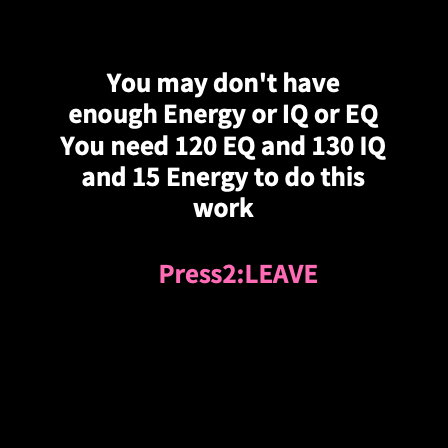 You may don't have
enough Energy or IQ or EQ
You need 120 EQ and 130 IQ
and 15 Energy to do this
work
Press2:LEAVE